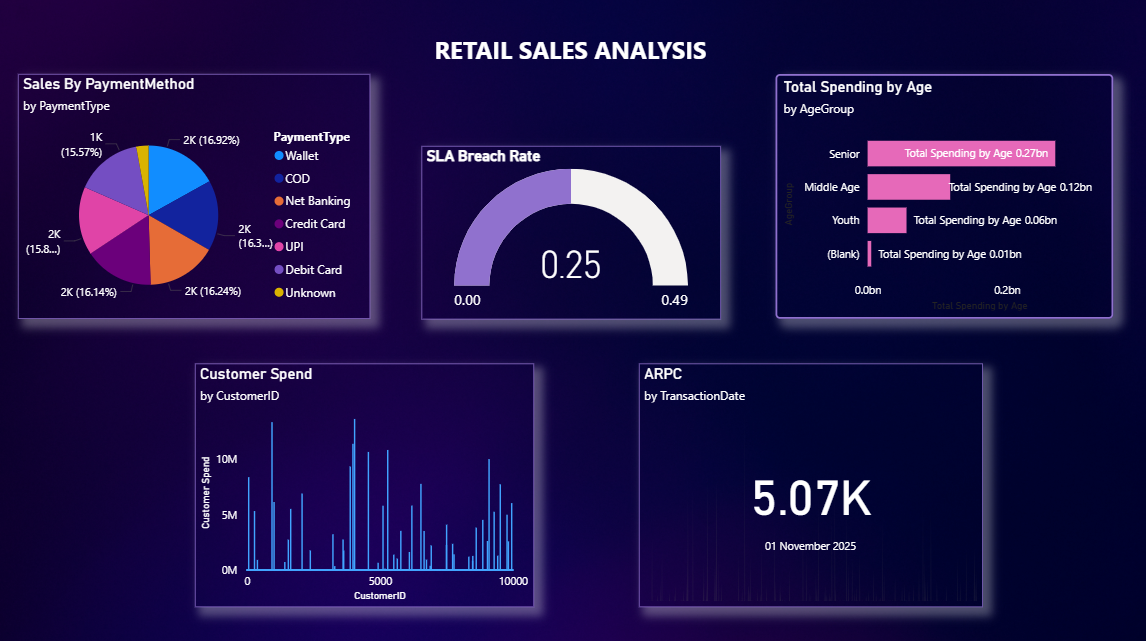 RETAIL SALES ANALYSIS
Sales By PaymentMethod
by PaymentType
1K
(15.57%)
2K (16.92%)
2K
(16.3...)
2K (16.24%)
2K (16.14%)
2K
(15.8...)
PaymentType
Wallet
COD
Net Banking
Credit Card
UPI
Debit Card
Unknown
SLA Breach Rate
0.25
0.00
0.49
Total Spending by Age
by AgeGroup
AgeGroup
Senior
Total Spending by Age 0.27bn
Middle Age
Total Spending by Age 0.12bn
Youth
Total Spending by Age 0.06bn
(Blank)
Total Spending by Age 0.01bn
0.0bn
0.2bn
Total Spending by Age
Customer Spend
by CustomerID
Customer Spend
10M
5M
0M
0
5000
10000
CustomerID
ARPC
by TransactionDate
5.07K
01 November 2025